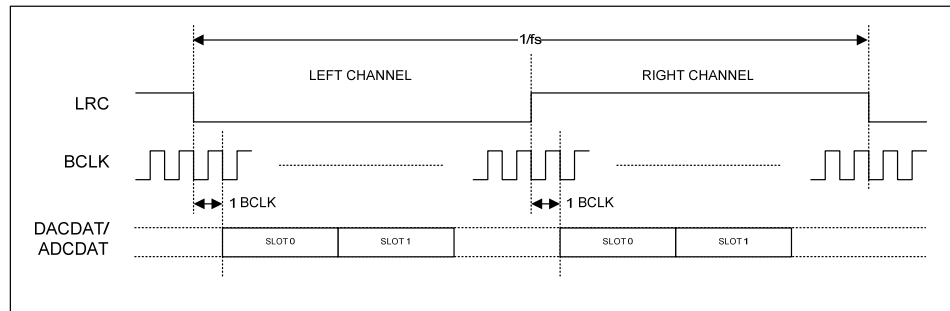 1/fs
LEFT CHANNEL RIGHT CHANNEL
LRC
BCLK
1 BCLK 1 BCLK
DACDAT/
ADCDAT
SLOT 0 SLOT 1 SLOT 0 SLOT 1